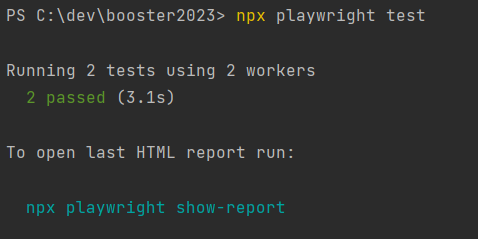 PS C:\dev\booster2023> npx playwright test
Running 2 tests using 2 workers
2 passed (3.1s)
To open last HTML report run:
npx playwright show-report